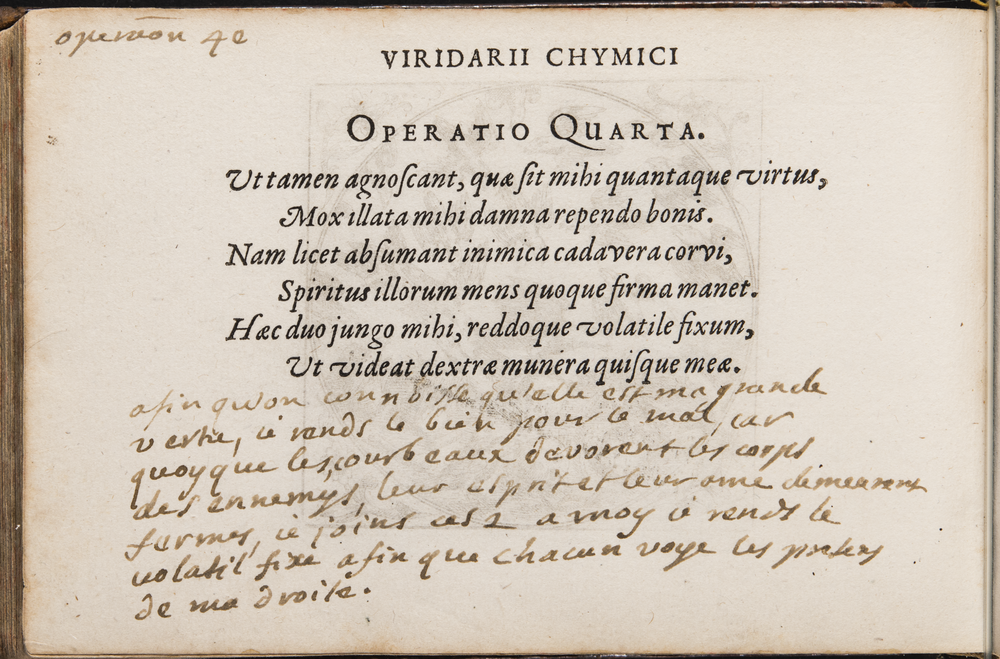 operaon 4e
VIRIDARII CHYMICI
OPERATIO QUARTA.
Ut tamen agnoſcant, quæ ſit mihi quantaque virtus,
Mox illata mihi damna rependo bonis.
Nam licet abſumant inimica cadavera corvi,
Spiritus illorum mens quoque firma manet.
Hæc duo jungo mihi, reddoque volatile fixum,
Ut videat dextræ munera quiſque meæ.
afin qu'on connoisse qu'elle est ma grande
vertu, ie rends le bien pour le mal, car
quoy que les courbeaux devorent les corps
des ennemys, leur esprit et leur ame demeurent
fermes, ie joins ces 2 a moy ie rends le
volatil fixe afin que chacun voye les
de ma droite.